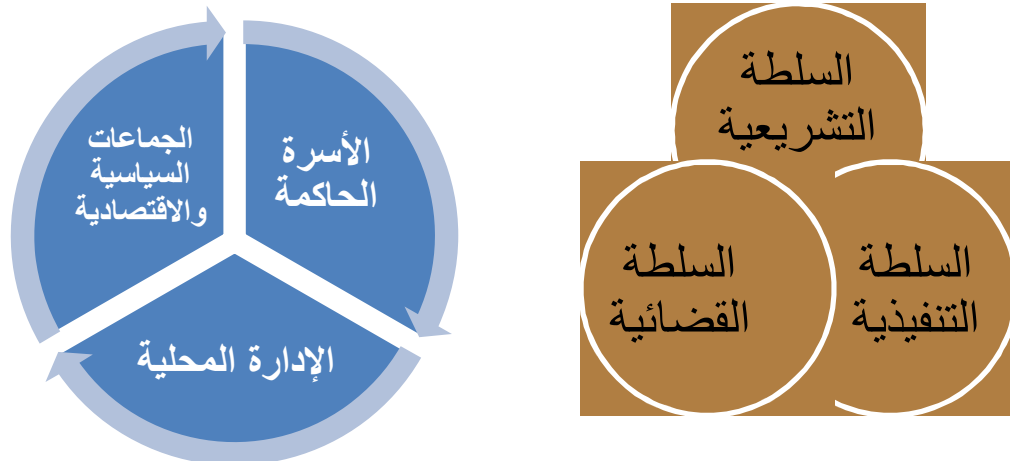 السلطة
التشريعية
السلطة
التنفيذية
السلطة
القضائية
الأسرة
الحاكمة
الجماعات
السياسية
والاقتصادية
الإدارة المحلية